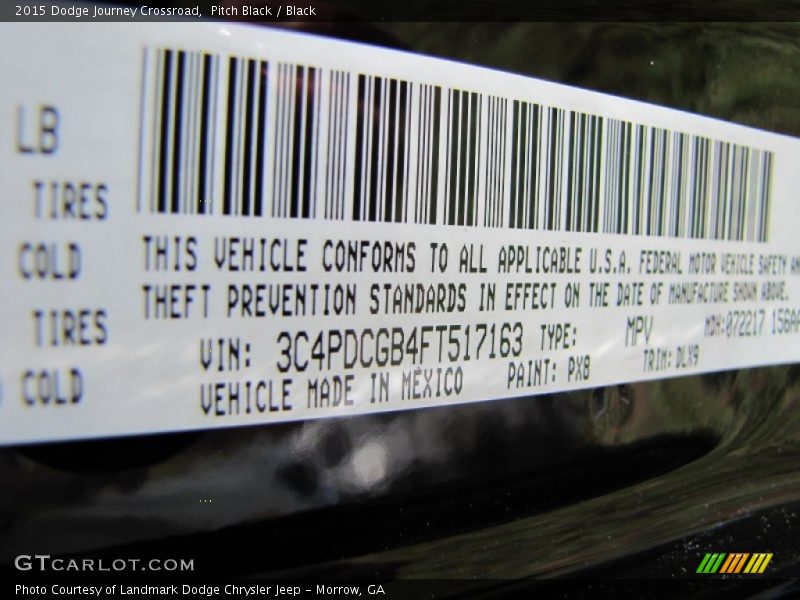 2015 Dodge Journey Crossroad, Pitch Black / Black
LB
TIRES
COLD
TIRES
COLD
THIS VEHICLE CONFORMS TO ALL APPLICABLE U.S.A. FEDERAL MOTOR VEHICLE SAFETY
THEFT PREVENTION STANDARDS IN EFFECT ON THE DATE OF MANUFACTURE SHOWN ABOVE.
VIN: 3C4PDCGB4FT517163 TYPE: MPV MDH:072217 156A
VEHICLE MADE IN MEXICO PAINT: PX8 TRIM: DLX9
GTCARLOT.COM
Photo Courtesy of Landmark Dodge Chrysler Jeep – Morrow, GA